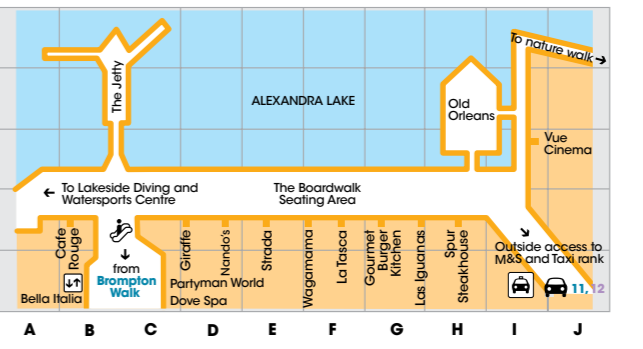 To nature walk
The Jetty
ALEXANDRA LAKE
Old
Orleans
Vue
Cinema
To Lakeside Diving and
Watersports Centre
The Boardwalk
Seating Area
Cafe
Rouge
Bella Italia
from
Brompton
Walk
Giraffe
Nando's
Partyman World
Dove Spa
Strada
Wagamama
La Tasca
Gourmet
Burger
Kitchen
Las Iguanas
Spur
Steakhouse
Outside access to
M&S and Taxi rank
11, 12
A B C D E F G H I J